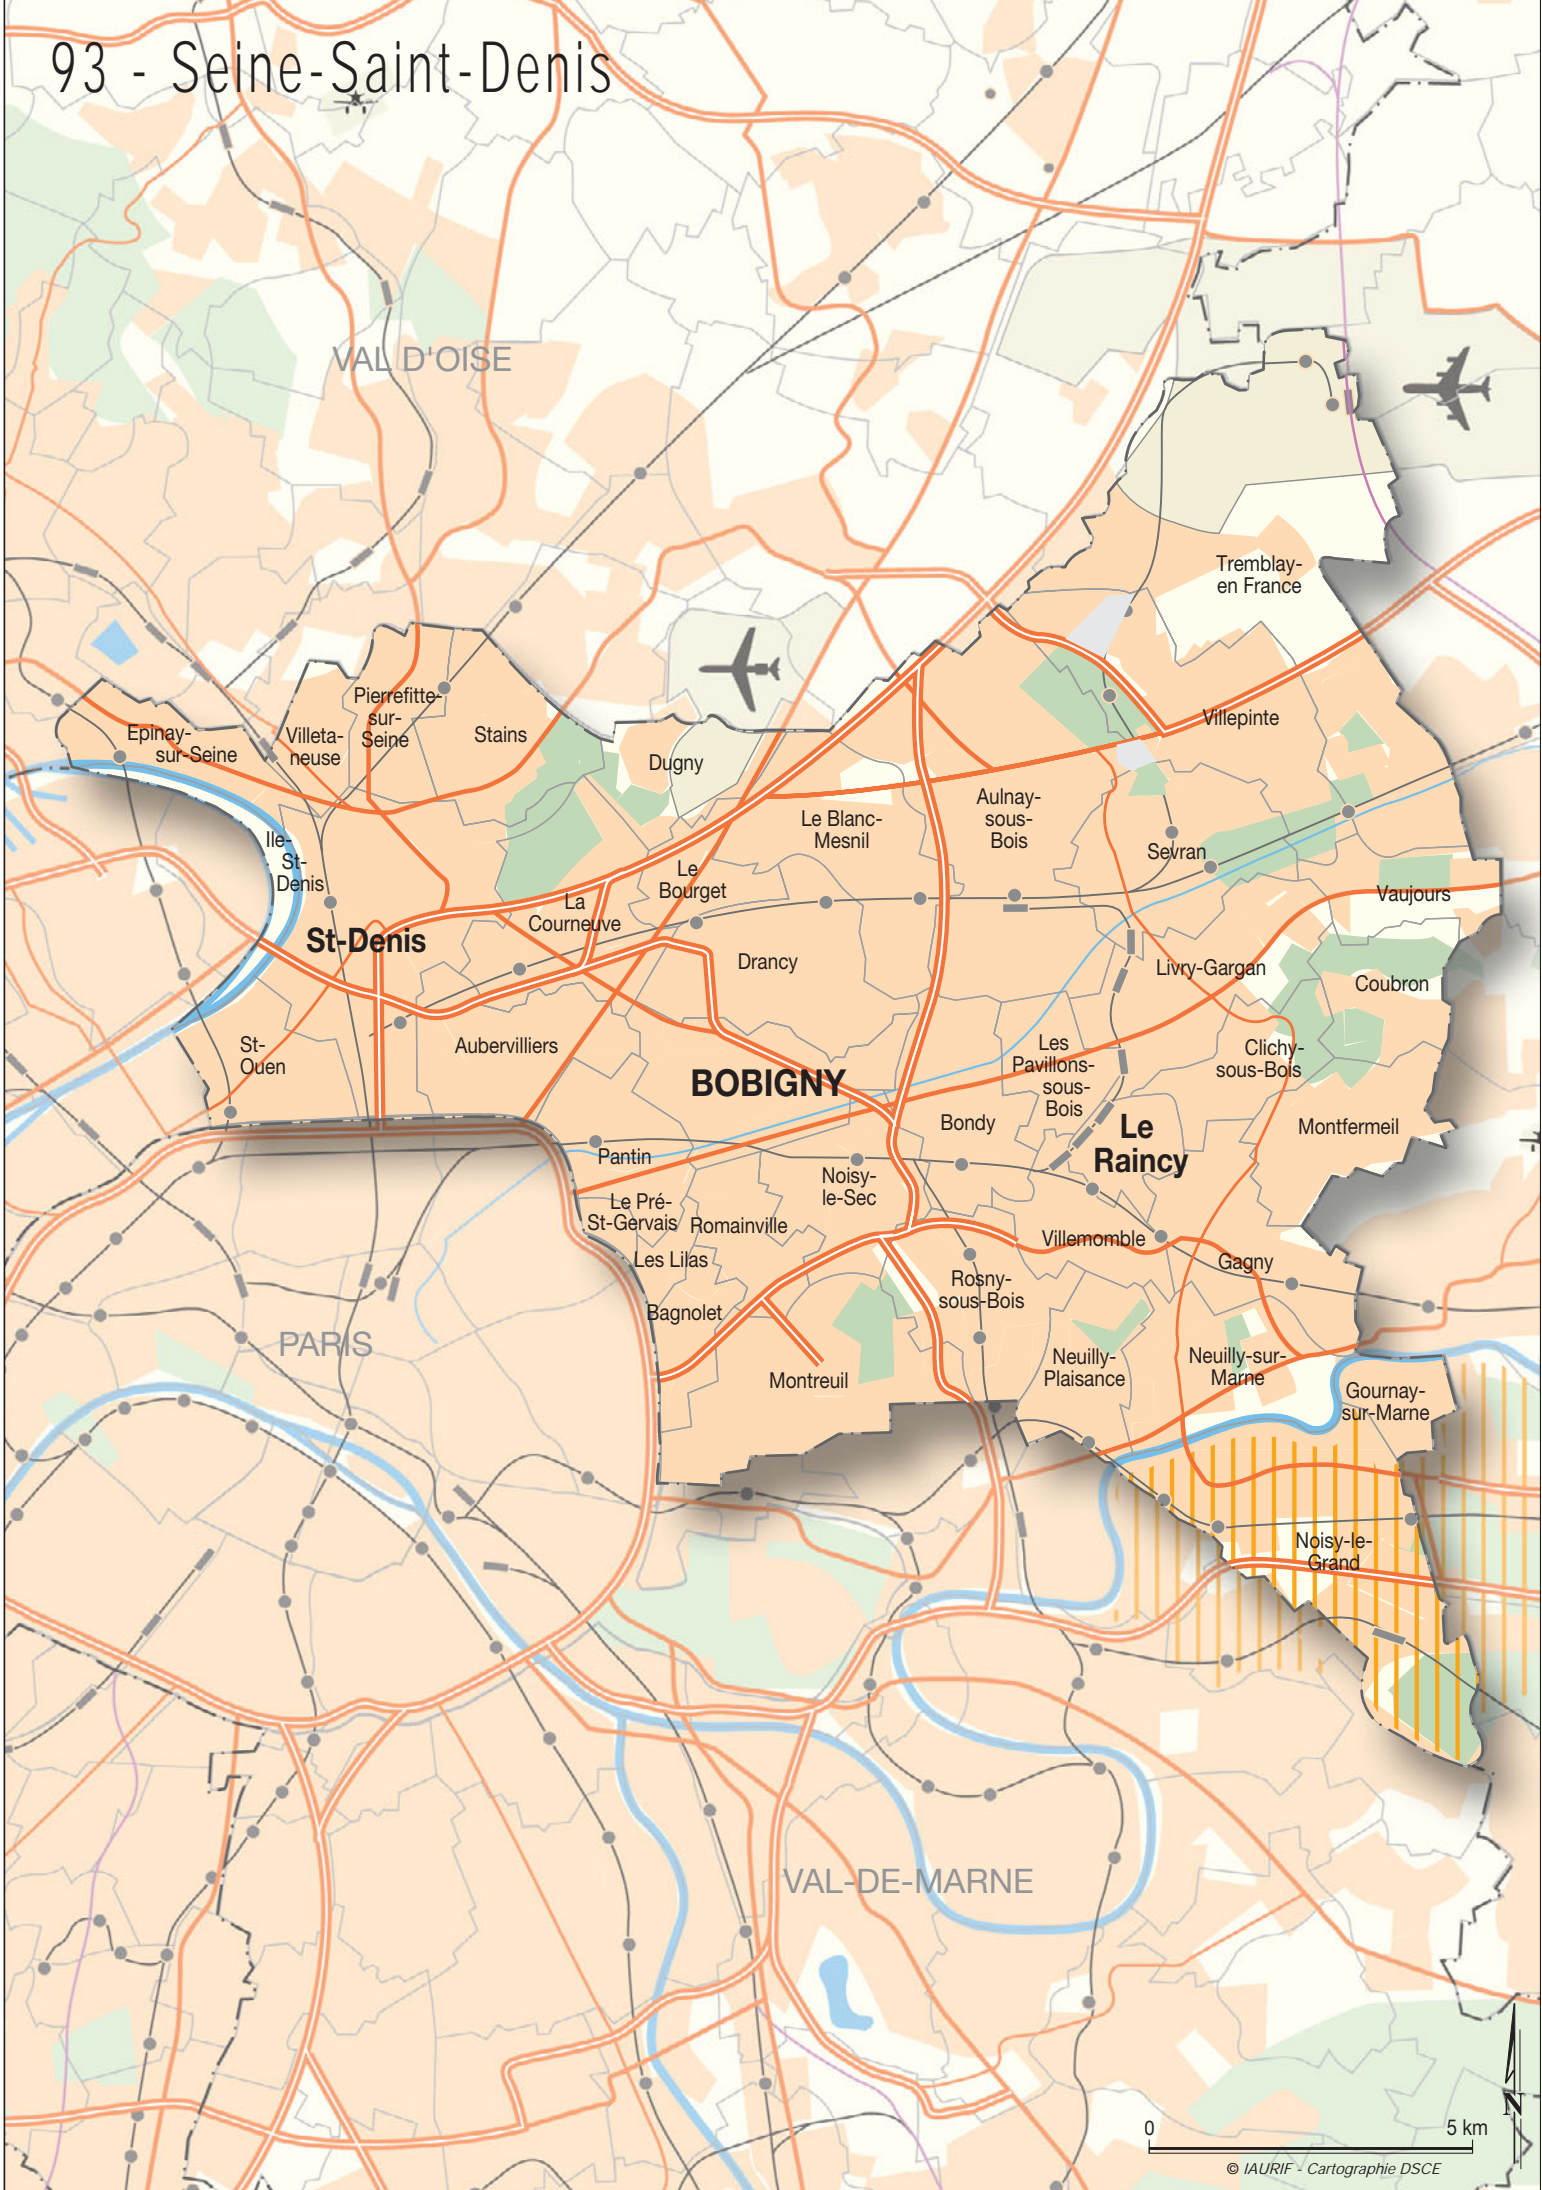 93 - Seine-Saint-Denis
VAL D'OISE
Tremblay-
en France
Pierrefitte-
sur-
Seine
Villepinte
Epinay-
sur-Seine
Villeta-
neuse
Stains
Dugny
Aulnay-
sous-
Bois
Le Blanc-
Mesnil
Ile-
St-
Denis
Sevran
Le
Bourget
Vaujours
La
Courneuve
St-Denis
Drancy
Livry-Gargan
Coubron
St-
Ouen
Aubervilliers
Les
Pavillons-
sous-
Bois
Clichy-
sous-Bois
BOBIGNY
Bondy
Le
Raincy
Montfermeil
Pantin
Noisy-
le-Sec
Le Pré-
St-Gervais
Romainville
Villemomble
Les Lilas
Gagny
Rosny-
sous-Bois
Bagnolet
PARIS
Neuilly-
Plaisance
Neuilly-sur-
Marne
Montreuil
Gournay-
sur-Marne
Noisy-le-
Grand
VAL-DE-MARNE
N
0 5 km
© IAURIF - Cartographie DSCE